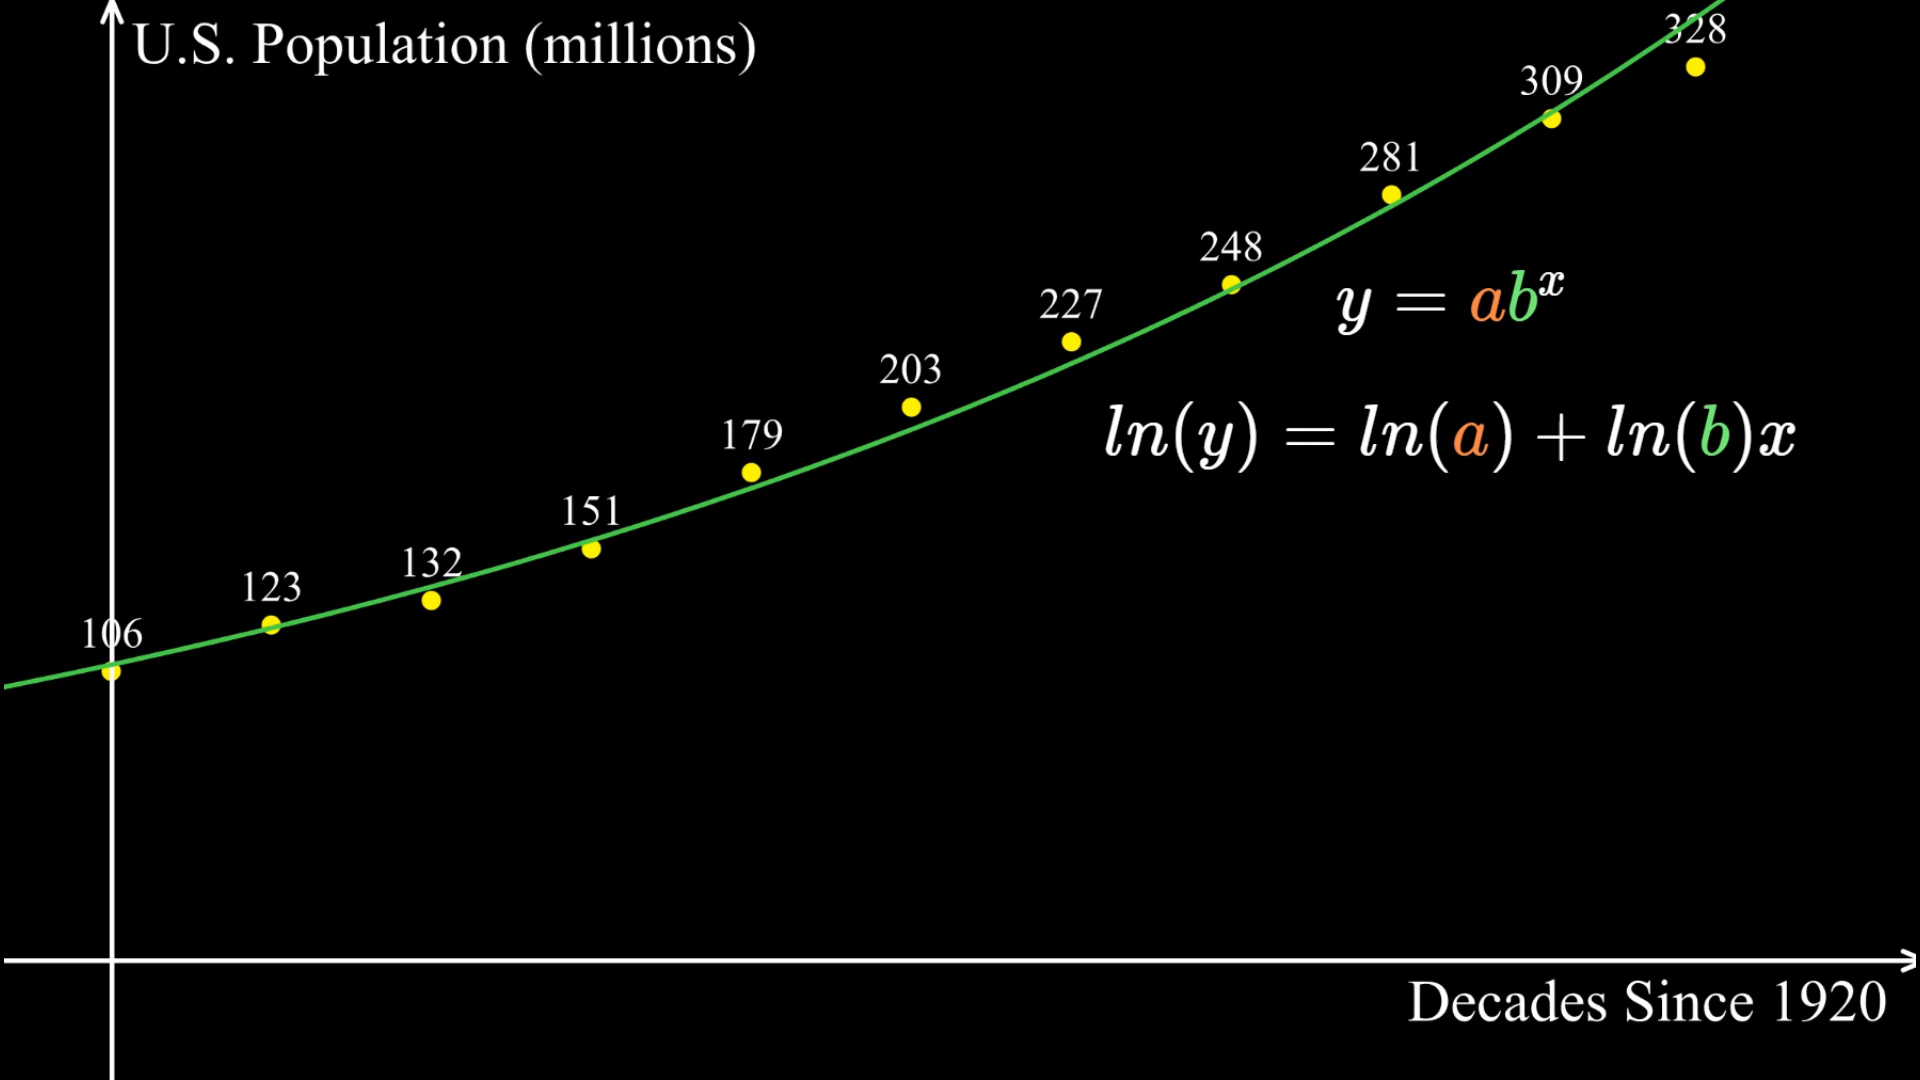 U.S. Population (millions)
328
309
281
248
y = ab^x
227
203
ln(y) = ln(a) + ln(b)x
179
151
132
123
106
Decades Since 1920